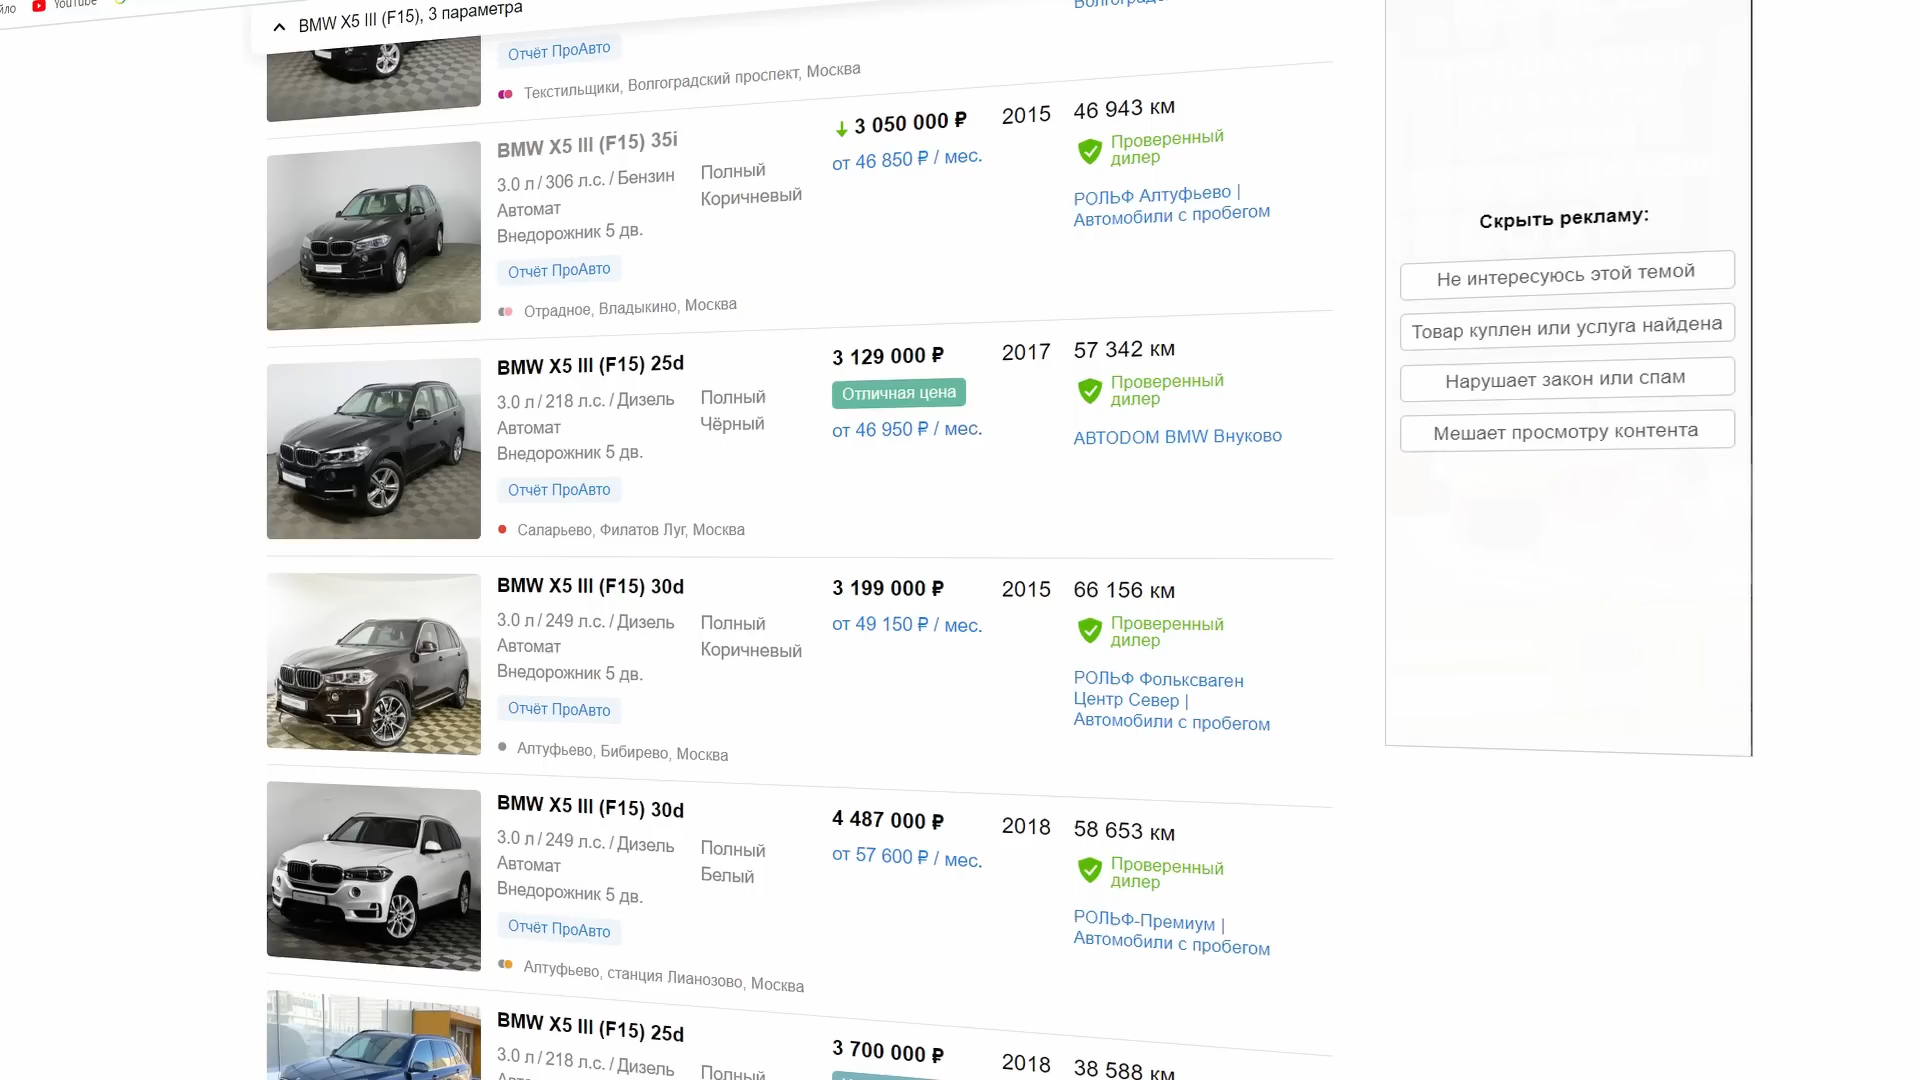 YouTube
BMW X5 III (F15), 3 параметра
Отчёт ПроАвто
Текстильщики, Волгоградский проспект, Москва
BMW X5 III (F15) 35i
3.0 л / 306 л.с. / Бензин
Автомат
Внедорожник 5 дв.
Полный
Коричневый
3 050 000 ₽
от 46 850 ₽ / мес.
2015
46 943 км
Проверенный
дилер
РОЛЬФ Алтуфьево |
Автомобили с пробегом
Отчёт ПроАвто
Отрадное, Владыкино, Москва
BMW X5 III (F15) 25d
3.0 л / 218 л.с. / Дизель
Автомат
Внедорожник 5 дв.
Полный
Чёрный
3 129 000 ₽
Отличная цена
от 46 950 ₽ / мес.
2017
57 342 км
Проверенный
дилер
АВТODOM BMW Внуково
Отчёт ПроАвто
Саларьево, Филатов Луг, Москва
BMW X5 III (F15) 30d
3.0 л / 249 л.с. / Дизель
Автомат
Внедорожник 5 дв.
Полный
Коричневый
3 199 000 ₽
от 49 150 ₽ / мес.
2015
66 156 км
Проверенный
дилер
РОЛЬФ Фольксваген
Центр Север |
Автомобили с пробегом
Отчёт ПроАвто
Алтуфьево, Бибирево, Москва
BMW X5 III (F15) 30d
3.0 л / 249 л.с. / Дизель
Автомат
Внедорожник 5 дв.
Полный
Белый
4 487 000 ₽
от 57 600 ₽ / мес.
2018
58 653 км
Проверенный
дилер
РОЛЬФ-Премиум |
Автомобили с пробегом
Отчёт ПроАвто
Алтуфьево, станция Лианозово, Москва
BMW X5 III (F15) 25d
3.0 л / 218 л.с. / Дизель
Полный
3 700 000 ₽
2018
38 588 км
Скрыть рекламу:
Не интересуюсь этой темой
Товар куплен или услуга найдена
Нарушает закон или спам
Мешает просмотру контента